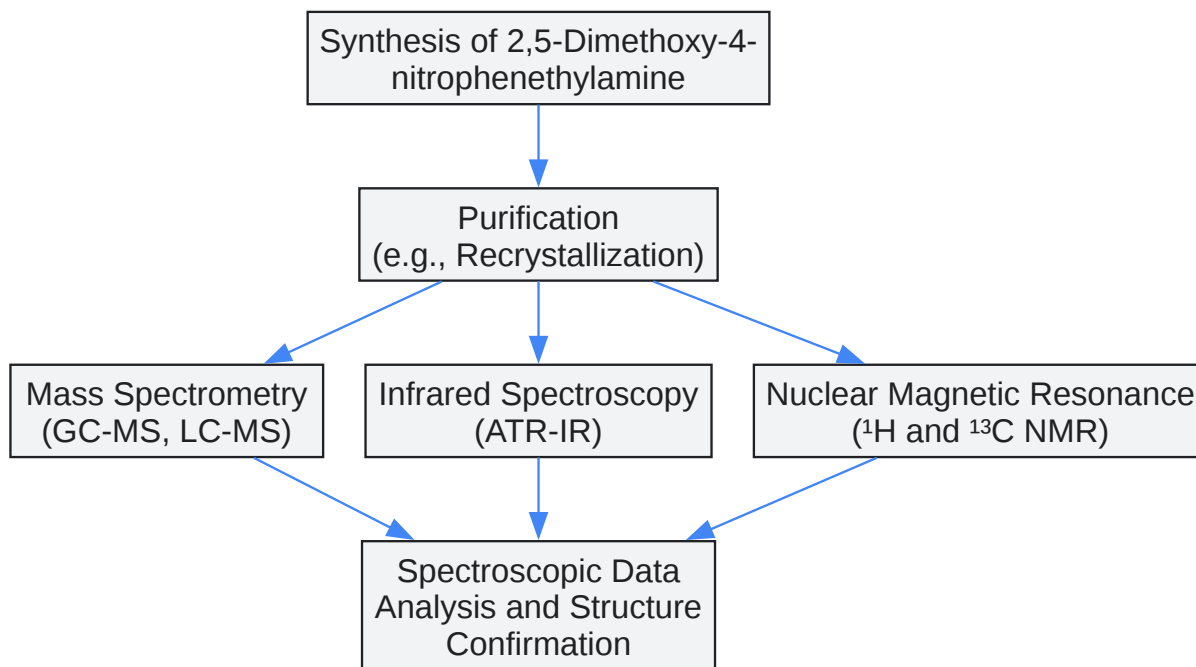 Synthesis of 2,5-Dimethoxy-4-
nitrophenethylamine
Purification
(e.g., Recrystallization)
Mass Spectrometry
(GC-MS, LC-MS)
Infrared Spectroscopy
(ATR-IR)
Nuclear Magnetic Resonance
(¹H and ¹³C NMR)
Spectroscopic Data
Analysis and Structure
Confirmation